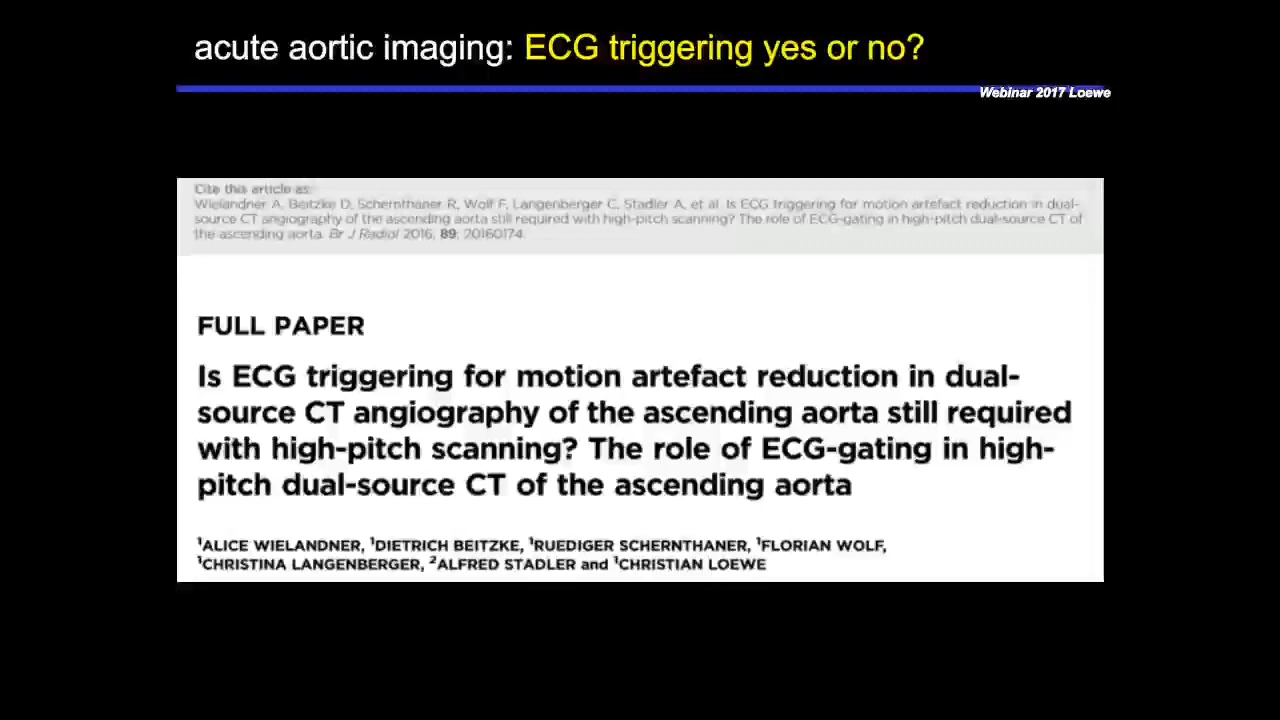 acute aortic imaging: ECG triggering yes or no?
Webinar 2017 Loewe
Cite this article as:
Wielandner A, Beitzke D, Schernthaner R, Wolf F, Langenberger C, Stadler A, et al. Is ECG triggering for motion artefact reduction in dual-
source CT angiography of the ascending aorta still required with high-pitch scanning? The role of ECG-gating in high-pitch dual-source CT of
the ascending aorta. Br J Radiol 2016; 89: 20160174.
FULL PAPER
Is ECG triggering for motion artefact reduction in dual-
source CT angiography of the ascending aorta still required
with high-pitch scanning? The role of ECG-gating in high-
pitch dual-source CT of the ascending aorta
¹ALICE WIELANDNER, ¹DIETRICH BEITZKE, ¹RUEDIGER SCHERNTHANER, ¹FLORIAN WOLF,
¹CHRISTINA LANGENBERGER, ²ALFRED STADLER and ¹CHRISTIAN LOEWE